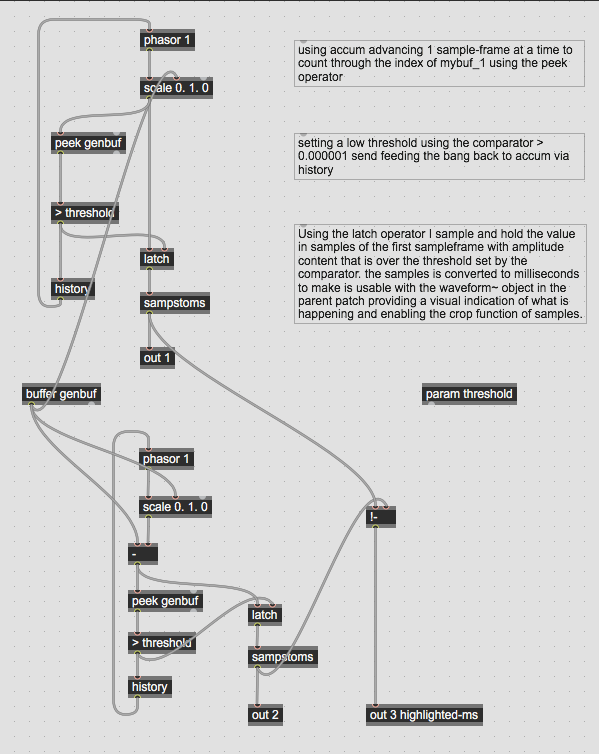 phasor 1
using accum advancing 1 sample-frame at a time to
count through the index of mybuf_1 using the peek
operator
scale 0. 1. 0
peek genbuf
setting a low threshold using the comparator >
0.000001 send feeding the bang back to accum via
history
> threshold
latch
Using the latch operator I sample and hold the value
in samples of the first sampleframe with amplitude
content that is over the threshold set by the
comparator. the samples is converted to milliseconds
to make is usable with the waveform~ object in the
parent patch providing a visual indication of what is
happening and enabling the crop function of samples.
history
sampstoms
out 1
buffer genbuf
param threshold
phasor 1
scale 0. 1. 0
!-
-
peek genbuf
latch
> threshold
sampstoms
history
out 2
out 3 highlighted-ms